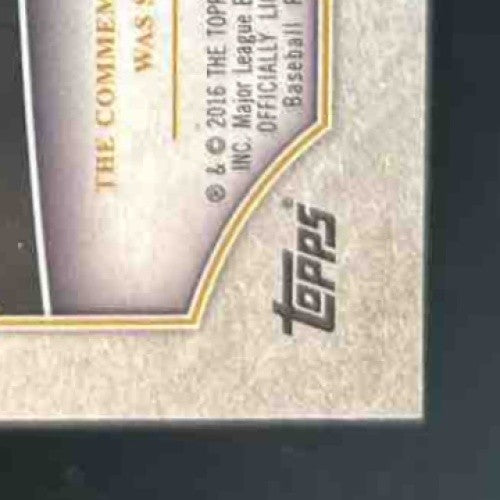 THE COMMEM
WAS S
® & © 2016 THE TOPP
INC. Major League B
OFFICIALLY LI
Baseball P
topps®